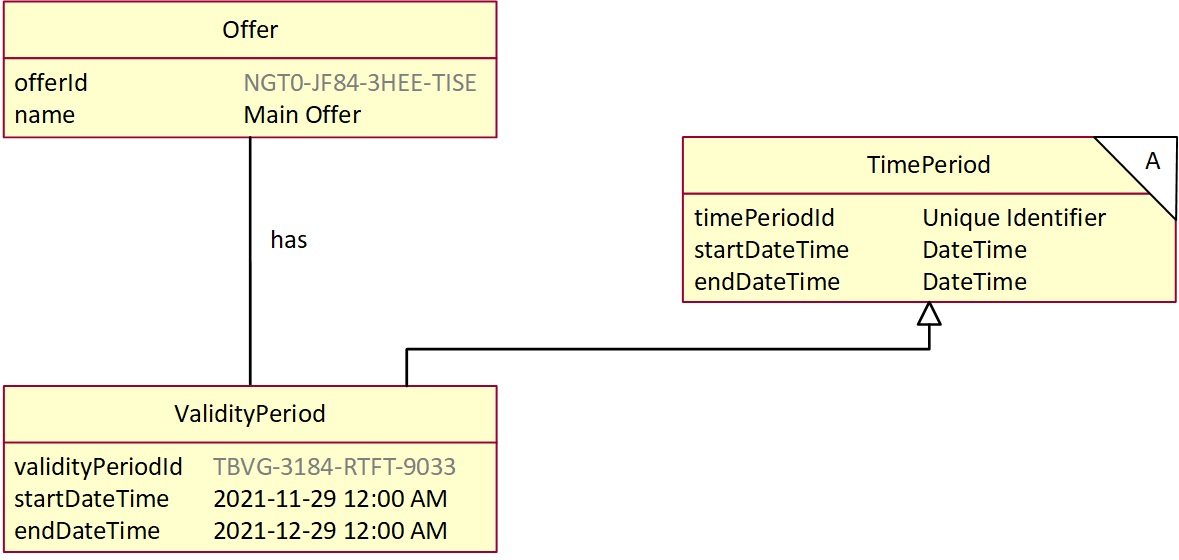 Offer
offerId NGT0-JF84-3HEE-TISE
name Main Offer
has
TimePeriod
A
timePeriodId Unique Identifier
startDateTime DateTime
endDateTime DateTime
ValidityPeriod
validityPeriodId TBVG-3184-RTFT-9033
startDateTime 2021-11-29 12:00 AM
endDateTime 2021-12-29 12:00 AM